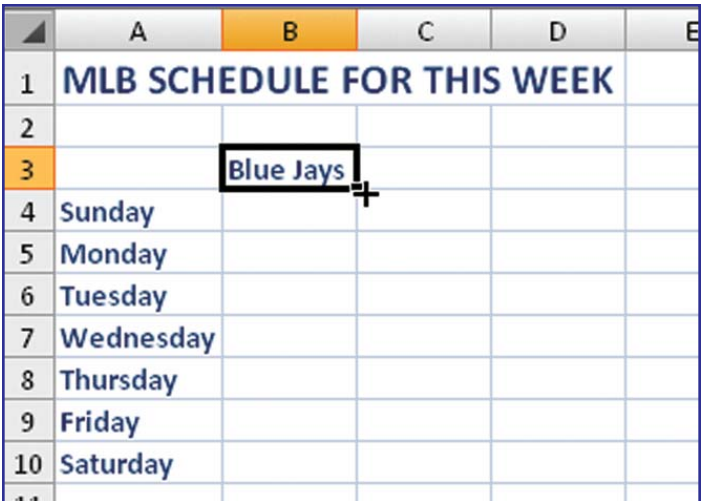 A B C D E
1 MLB SCHEDULE FOR THIS WEEK
2
3 Blue Jays
4 Sunday
5 Monday
6 Tuesday
7 Wednesday
8 Thursday
9 Friday
10 Saturday